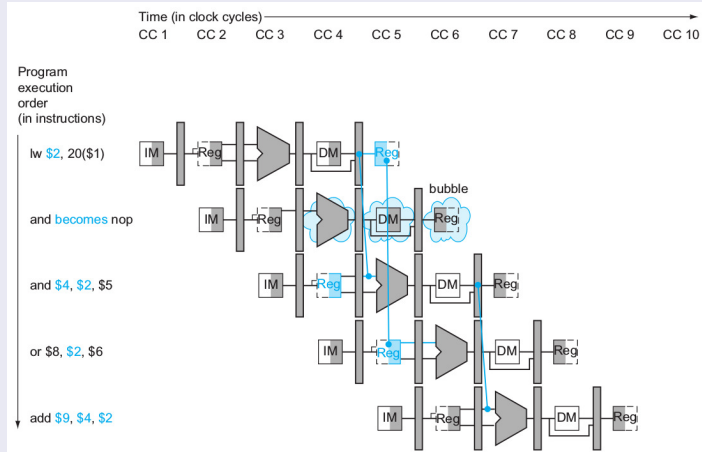 Time (in clock cycles)
CC 1 CC 2 CC 3 CC 4 CC 5 CC 6 CC 7 CC 8 CC 9 CC 10
Program
execution
order
(in instructions)
lw $2, 20($1)
IM Reg DM Reg
bubble
and becomes nop
IM Reg DM Reg
and $4, $2, $5
IM Reg DM Reg
or $8, $2, $6
IM Reg DM Reg
add $9, $4, $2
IM Reg DM Reg